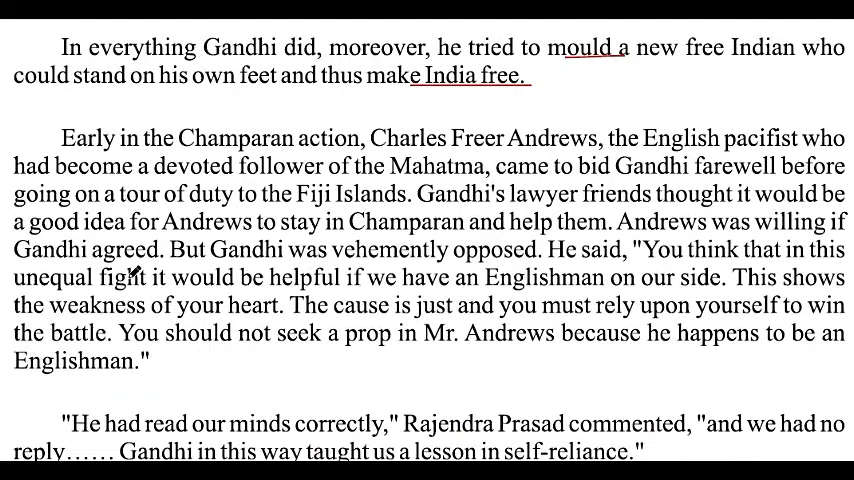 In everything Gandhi did, moreover, he tried to mould a new free Indian who
could stand on his own feet and thus make India free.
Early in the Champaran action, Charles Freer Andrews, the English pacifist who
had become a devoted follower of the Mahatma, came to bid Gandhi farewell before
going on a tour of duty to the Fiji Islands. Gandhi's lawyer friends thought it would be
a good idea for Andrews to stay in Champaran and help them. Andrews was willing if
Gandhi agreed. But Gandhi was vehemently opposed. He said, "You think that in this
unequal fight it would be helpful if we have an Englishman on our side. This shows
the weakness of your heart. The cause is just and you must rely upon yourself to win
the battle. You should not seek a prop in Mr. Andrews because he happens to be an
Englishman."
"He had read our minds correctly," Rajendra Prasad commented, "and we had no
reply...... Gandhi in this way taught us a lesson in self-reliance."